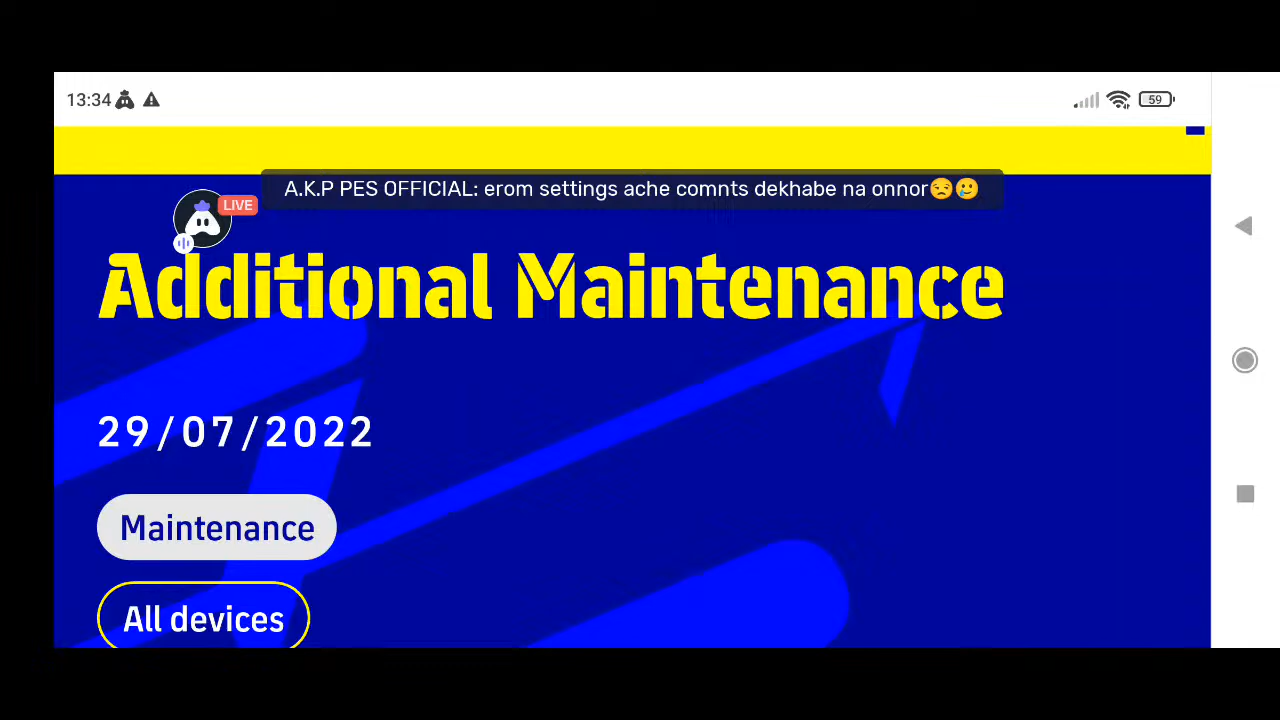 13:34
59
A.K.P PES OFFICIAL: erom settings ache comnts dekhabe na onnor😒🥲
LIVE
Additional Maintenance
29/07/2022
Maintenance
All devices